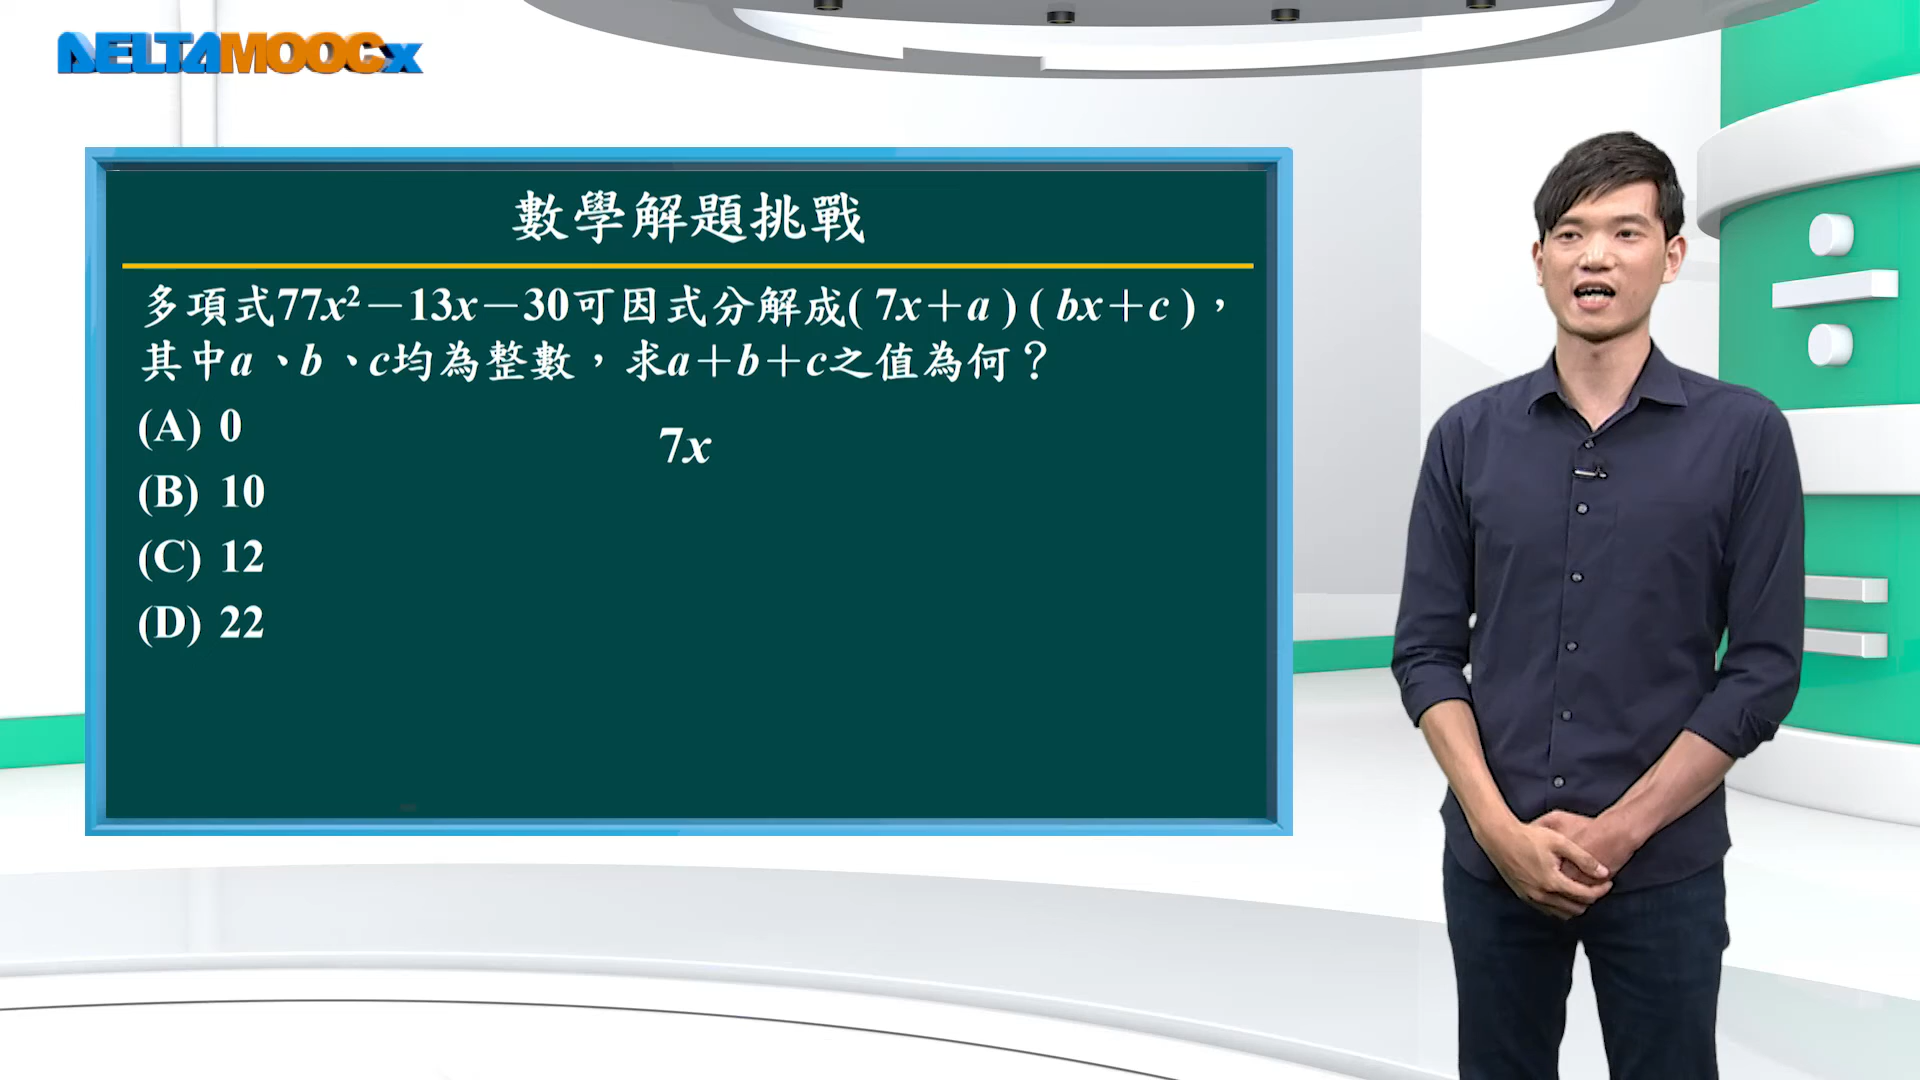 DELTAMOOCx
數學解題挑戰
多項式77x²−13x−30可因式分解成( 7x+a ) ( bx+c )，
其中a、b、c均為整數，求a+b+c之值為何？
(A) 0
7x
(B) 10
(C) 12
(D) 22